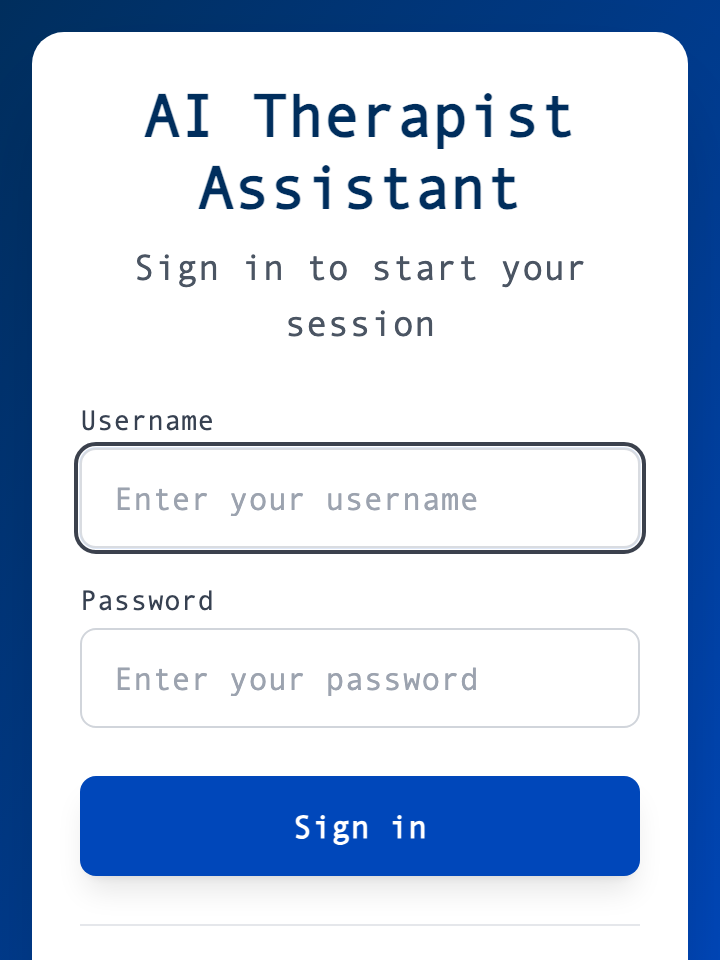 AI Therapist
Assistant
Sign in to start your
session
Username
Enter your username
Password
Enter your password
Sign in